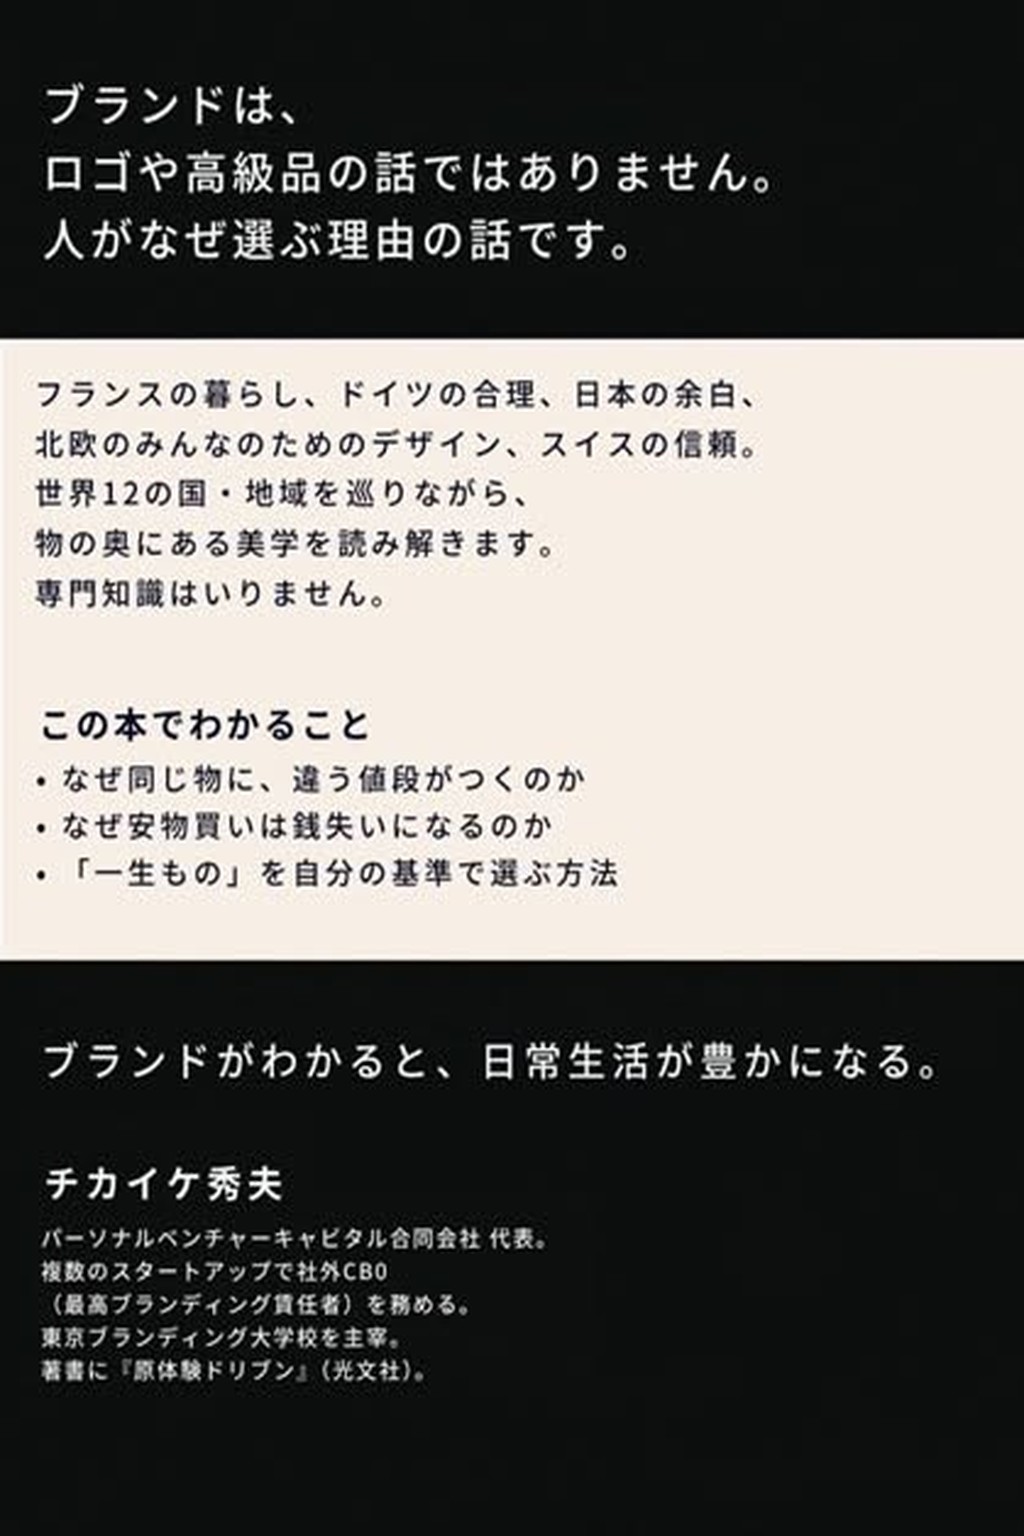 ブランドは、
ロゴや高級品の話ではありません。
人がなぜ選ぶ理由の話です。
フランスの暮らし、ドイツの合理、日本の余白、
北欧のみんなのためのデザイン、スイスの信頼。
世界12の国・地域を巡りながら、
物の奥にある美学を読み解きます。
専門知識はいりません。
この本でわかること
• なぜ同じ物に、違う値段がつくのか
• なぜ安物買いは銭失いになるのか
• 「一生もの」を自分の基準で選ぶ方法
ブランドがわかると、日常生活が豊かになる。
チカイケ秀夫
パーソナルベンチャーキャピタル合同会社 代表。
複数のスタートアップで社外CBO
（最高ブランディング責任者）を務める。
東京ブランディング大学校を主宰。
著書に『原体験ドリブン』（光文社）。